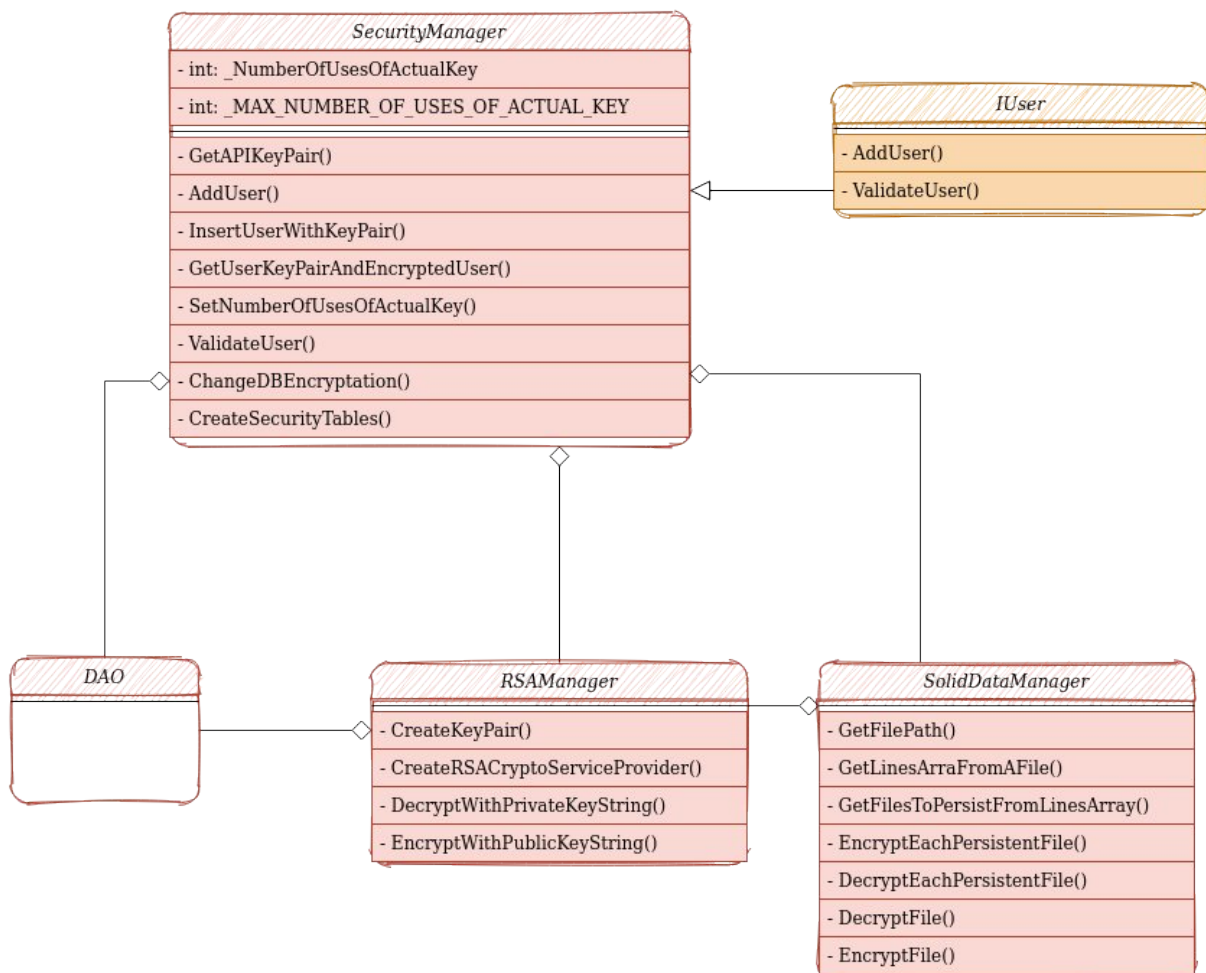 SecurityManager
- int: _NumberOfUsesOfActualKey
- int: _MAX_NUMBER_OF_USES_OF_ACTUAL_KEY
- GetAPIKeyPair()
- AddUser()
- InsertUserWithKeyPair()
- GetUserKeyPairAndEncryptedUser()
- SetNumberOfUsesOfActualKey()
- ValidateUser()
- ChangeDBEncryptation()
- CreateSecurityTables()
IUser
- AddUser()
- ValidateUser()
DAO
RSAManager
- CreateKeyPair()
- CreateRSACryptoServiceProvider()
- DecryptWithPrivateKeyString()
- EncryptWithPublicKeyString()
SolidDataManager
- GetFilePath()
- GetLinesArraFromAFile()
- GetFilesToPersistFromLinesArray()
- EncryptEachPersistentFile()
- DecryptEachPersistentFile()
- DecryptFile()
- EncryptFile()